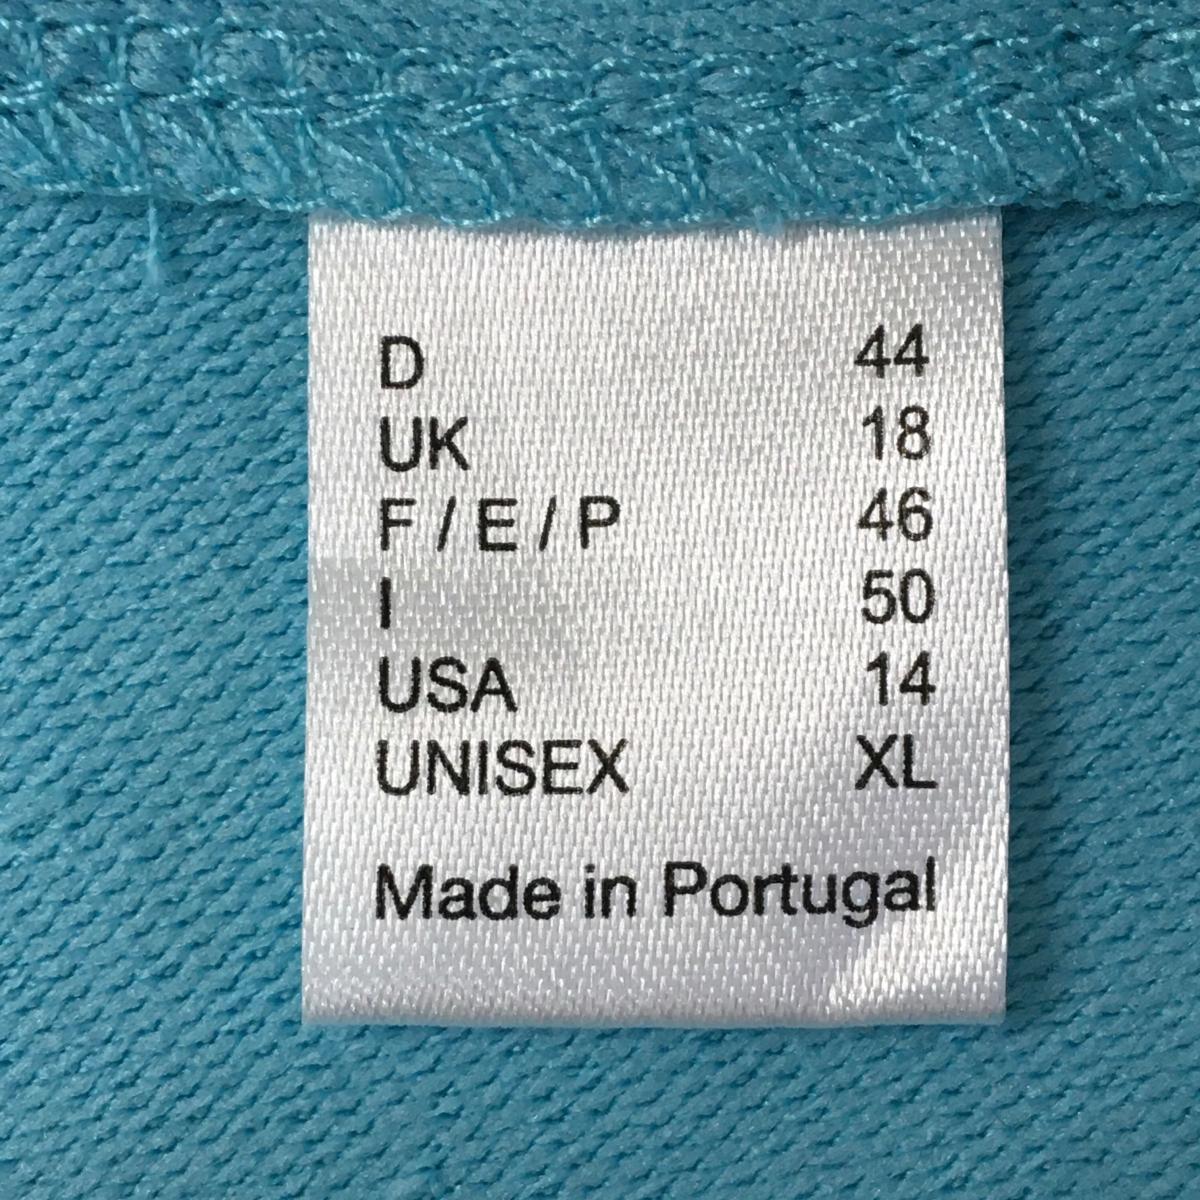 D 44
UK 18
F / E / P 46
I 50
USA 14
UNISEX XL
Made in Portugal